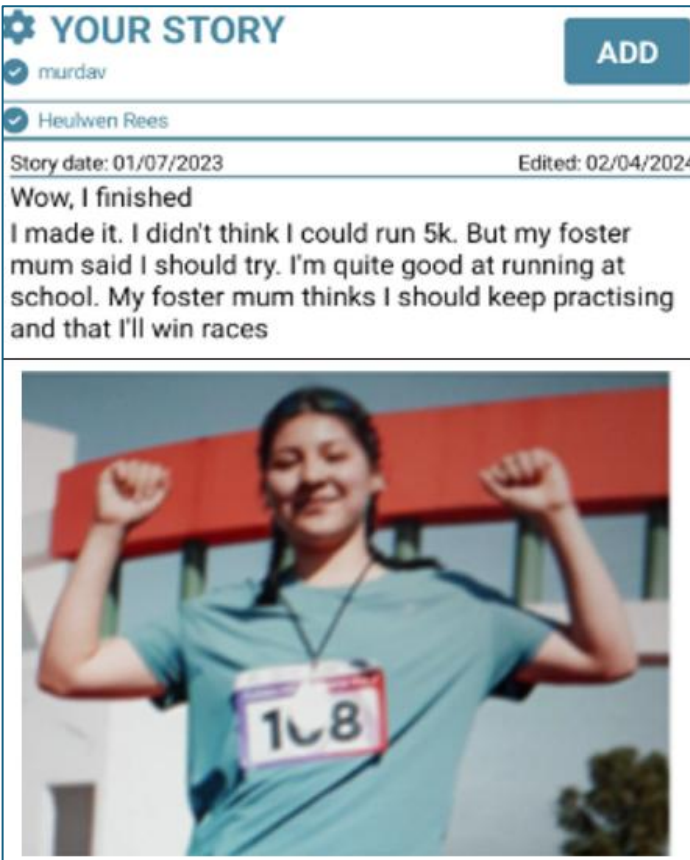 YOUR STORY
ADD
murdav
Heulwen Rees
Story date: 01/07/2023 Edited: 02/04/2024
Wow, I finished
I made it. I didn't think I could run 5k. But my foster
mum said I should try. I'm quite good at running at
school. My foster mum thinks I should keep practising
and that I'll win races